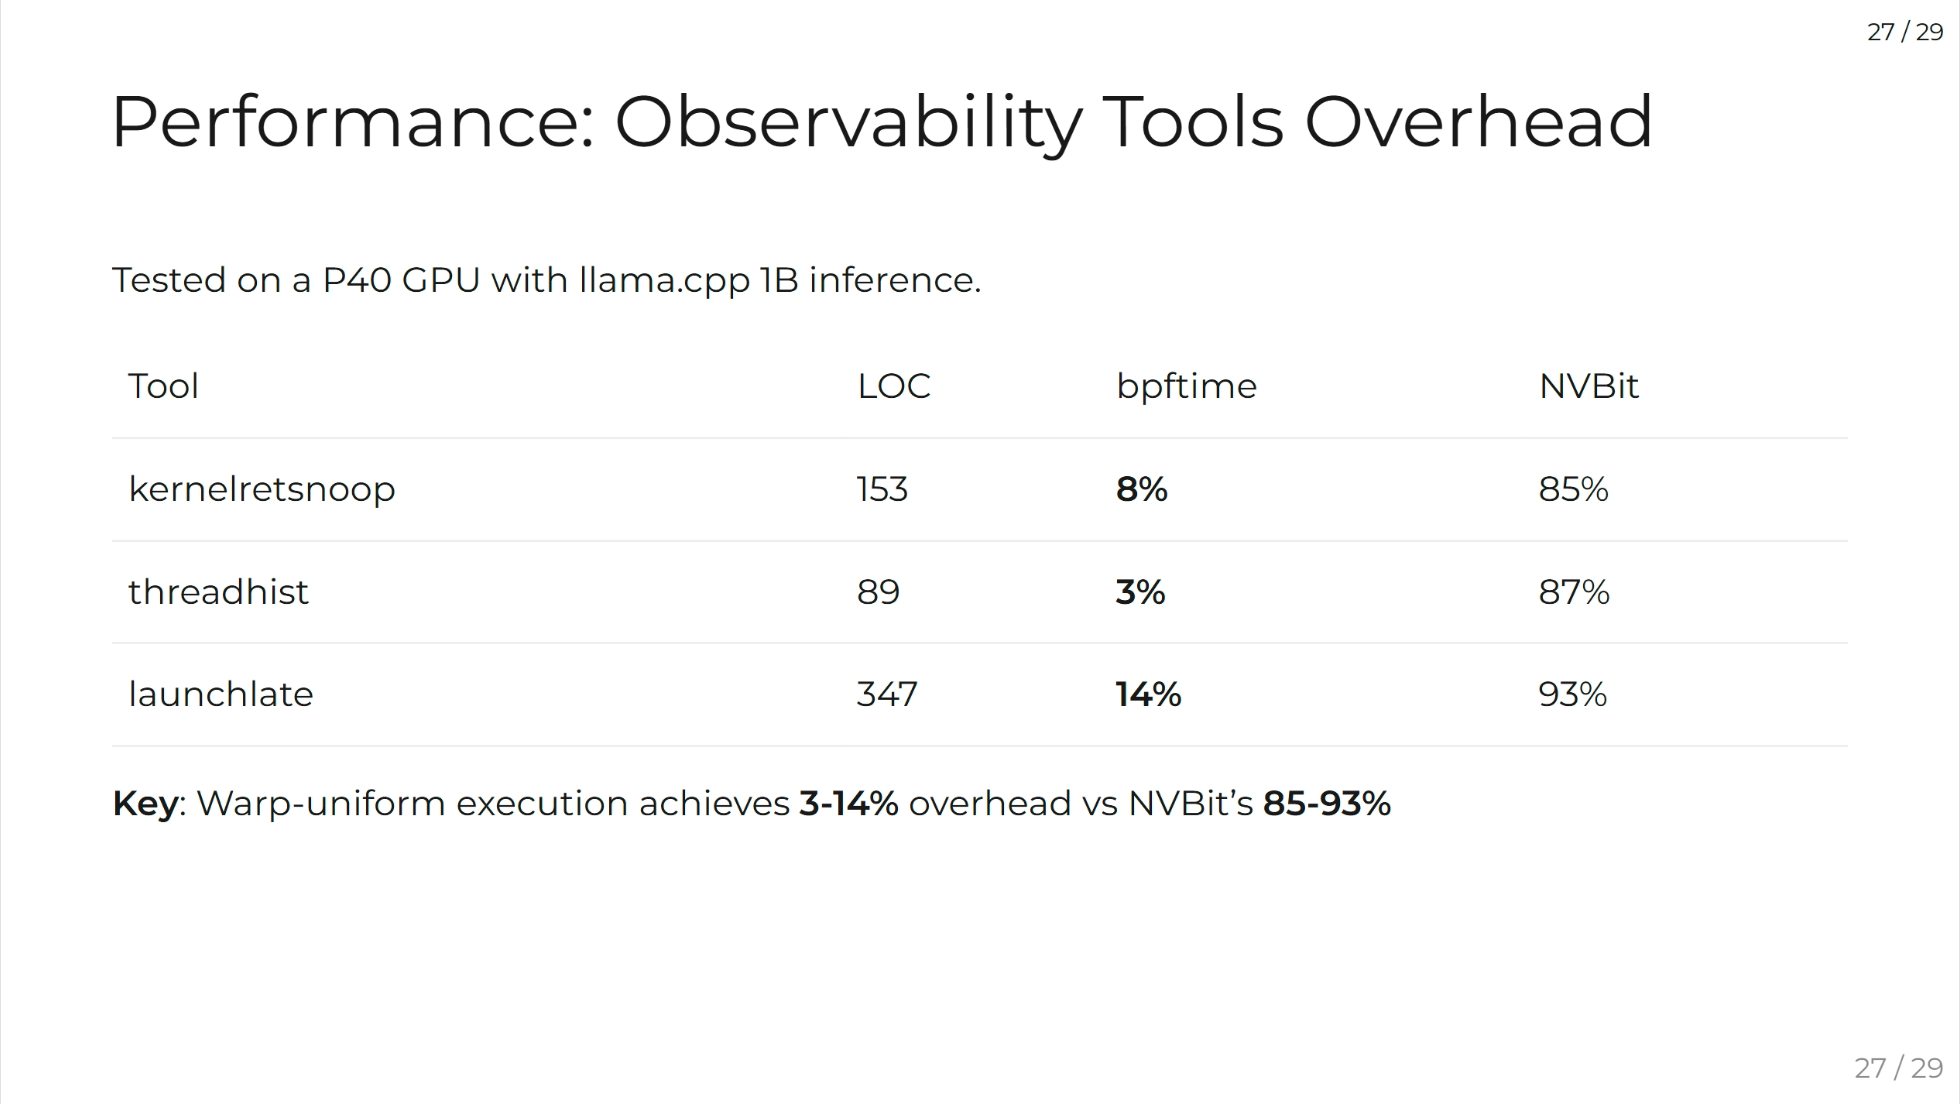 27 / 29
Performance: Observability Tools Overhead
Tested on a P40 GPU with llama.cpp 1B inference.
Tool LOC bpftime NVBit
kernelretsnoop 153 8% 85%
threadhist 89 3% 87%
launchlate 347 14% 93%
Key: Warp-uniform execution achieves 3-14% overhead vs NVBit’s 85-93%
27 / 29